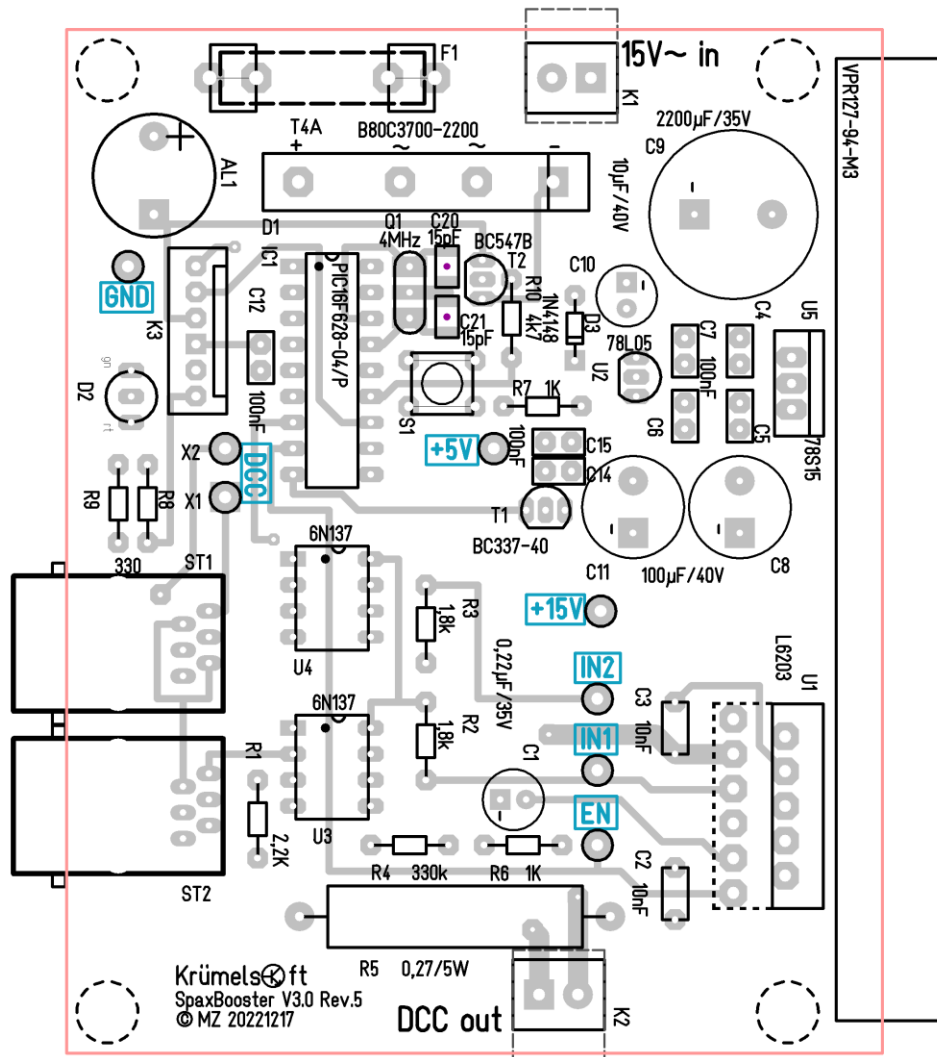 F1
15V~ in
K1
VPR127-94-M3
T4A
B80C3700-2200
+
~
~
-
2200µF/35V
C9
-
+
AL1
10µF/40V
D1
Q1
4MHz
C20
15pF
BC547B
T2
IC1
PIC16F628-04/P
GND
K3
C12
100nF
C21
15pF
R10
4k7
1N4148
D3
C10
-
78L05
U2
C7
100nF
C4
U5
78S15
gn
D2
rt
S1
R7 1K
C6
C5
X2
DCC
X1
+5V
100nF
C15
C14
T1
BC337-40
R9
R8
330
ST1
6N137
U4
-
C11
100µF/40V
-
C8
+15V
R3
1,8k
0,22µF/35V
IN2
L6203
U1
C3
10nF
6N137
U3
R2
1,8k
IN1
R1
2,2K
C1
-
EN
ST2
R4 330k
R6 1K
C2
10nF
R5 0,27/5W
Krümels K ft
SpaxBooster V3.0 Rev.5
© MZ 20221217
DCC out
K2